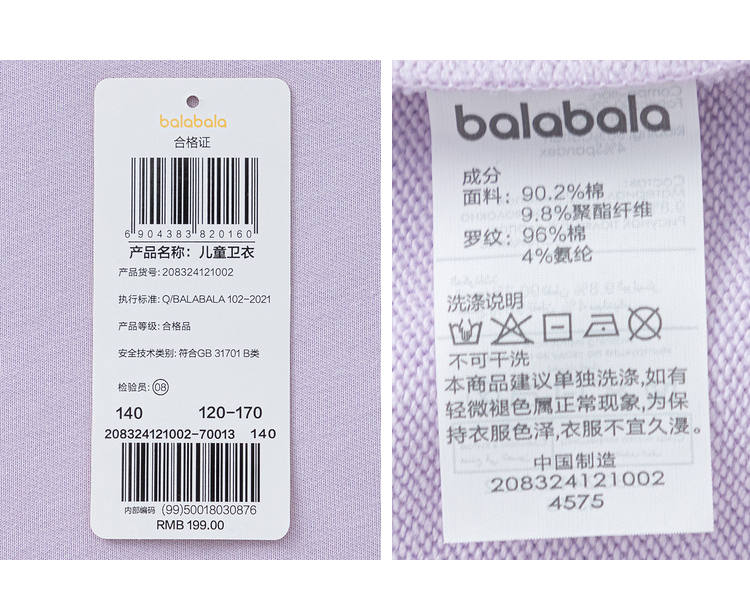 balabala
合格证
6 904383 820160
产品名称：儿童卫衣
产品货号: 208324121002
执行标准: Q/BALABALA 102-2021
产品等级: 合格品
安全技术类别: 符合GB 31701 B类
检验员: 08
140 120-170
208324121002-70013 140
内部编码 (99)50018030876
RMB 199.00
balabala
成分
面料：90.2%棉
9.8%聚酯纤维
罗纹：96%棉
4%氨纶
洗涤说明
不可干洗
本商品建议单独洗涤,如有
轻微褪色属正常现象,为保
持衣服色泽,衣服不宜久浸。
中国制造
208324121002
4575